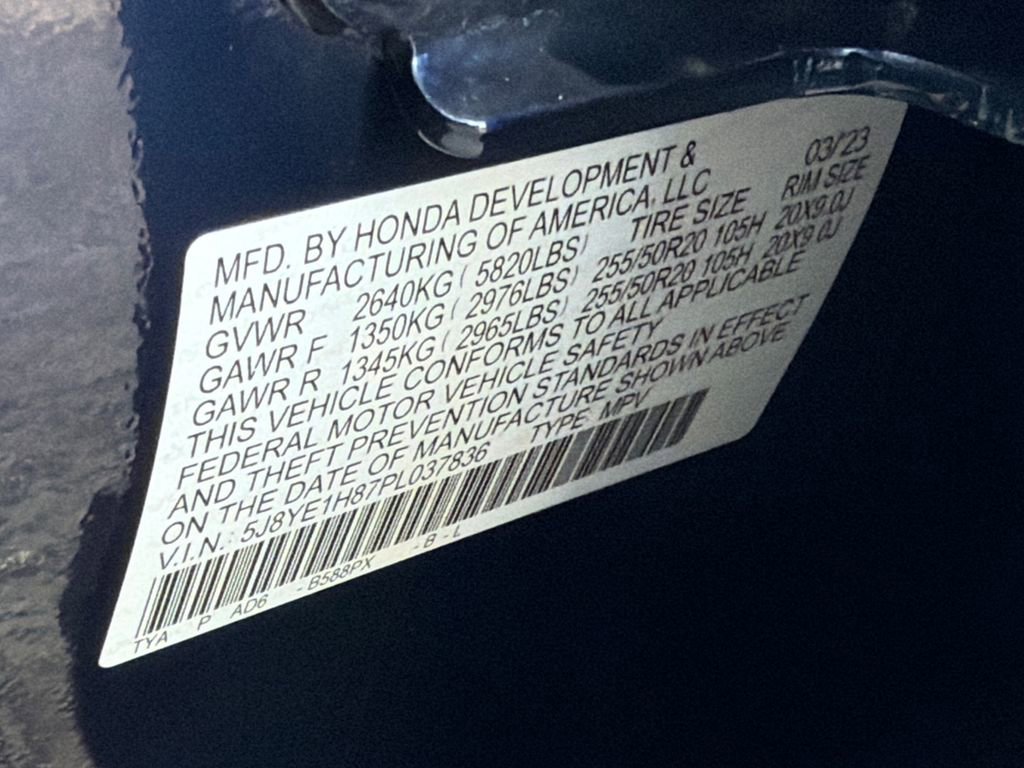 MFD. BY HONDA DEVELOPMENT & 03/23
MANUFACTURING OF AMERICA, LLC
GVWR 2640KG ( 5820LBS) TIRE SIZE RIM SIZE
GAWR F 1350KG ( 2976LBS) 255/50R20 105H 20X9.0J
GAWR R 1345KG ( 2965LBS) 255/50R20 105H 20X9.0J
THIS VEHICLE CONFORMS TO ALL APPLICABLE
FEDERAL MOTOR VEHICLE SAFETY
AND THEFT PREVENTION STANDARDS IN EFFECT
ON THE DATE OF MANUFACTURE SHOWN ABOVE
V.I.N.: 5J8YE1H87PL037836 TYPE: MPV
TYA P AD6 -B588PX -B-L